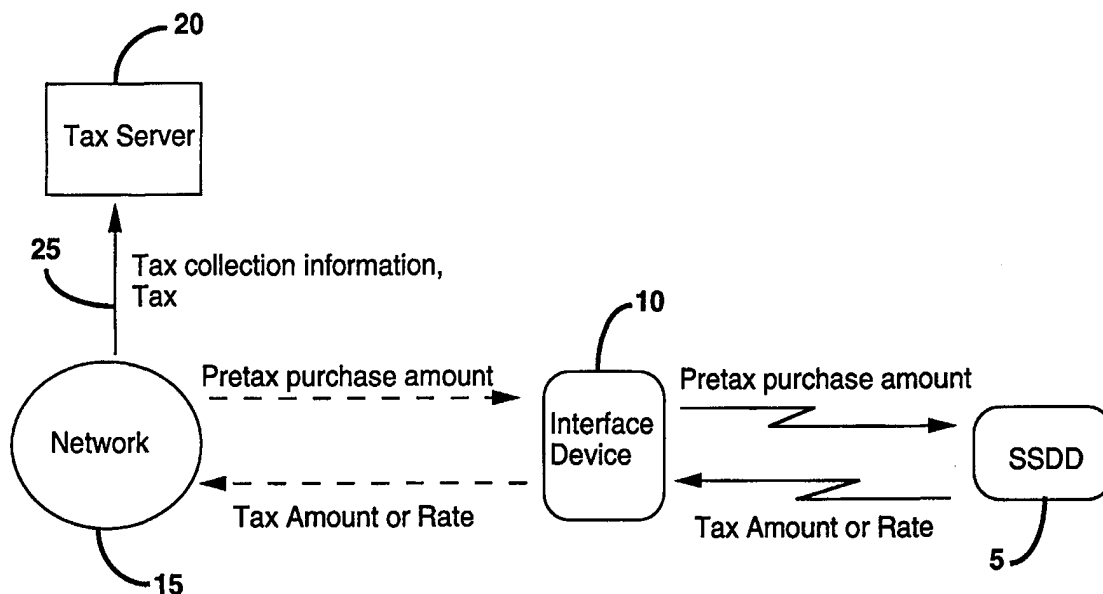 20
Tax Server
25
Tax collection information,
Tax
10
Pretax purchase amount
Pretax purchase amount
Network
Interface
Device
SSDD
Tax Amount or Rate
Tax Amount or Rate
5
15